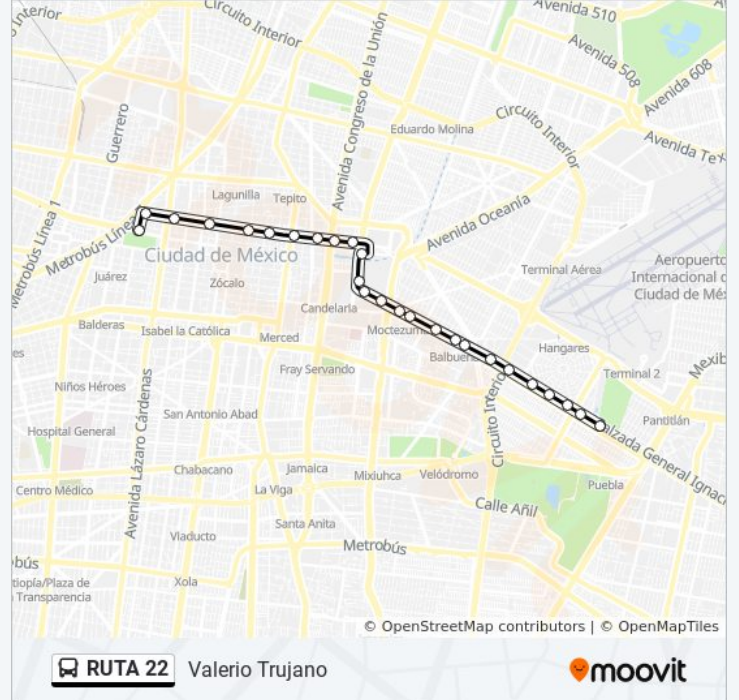 Interior
Circuito Interior
Avenida 510
Avenida 508
Avenida 608
Avenida Congreso de la Unión
Eduardo Molina
Circuito Interior
Avenida Tex
Guerrero
Lagunilla
Tepito
Avenida Oceanía
Metrobús Línea 1
Metrobús Línea
Ciudad de México
Terminal Aérea
Aeropuerto
Internacional d
Ciudad de Méx
Juárez
Zócalo
Candelaria
Balderas
Isabel la Católica
Merced
Moctezum
Balbuena
Hangares
Fray Servando
Terminal 2
Mexib
es
Niños Héroes
San Antonio Abad
Avenida Lázaro Cárdenas
Circuito Interior
Pantitlán
Hospital General
Calzada General Ignac
Chabacano
Jamaica
Mixiuhca
Velódromo
Centro Médico
La Viga
Puebla
Santa Anita
Calle Añil
Viaducto
Metrobús
bús
tiopía/Plaza de
a Transparencia
Xola
© OpenStreetMap contributors | © OpenMapTiles
RUTA 22 Valerio Trujano
moovit